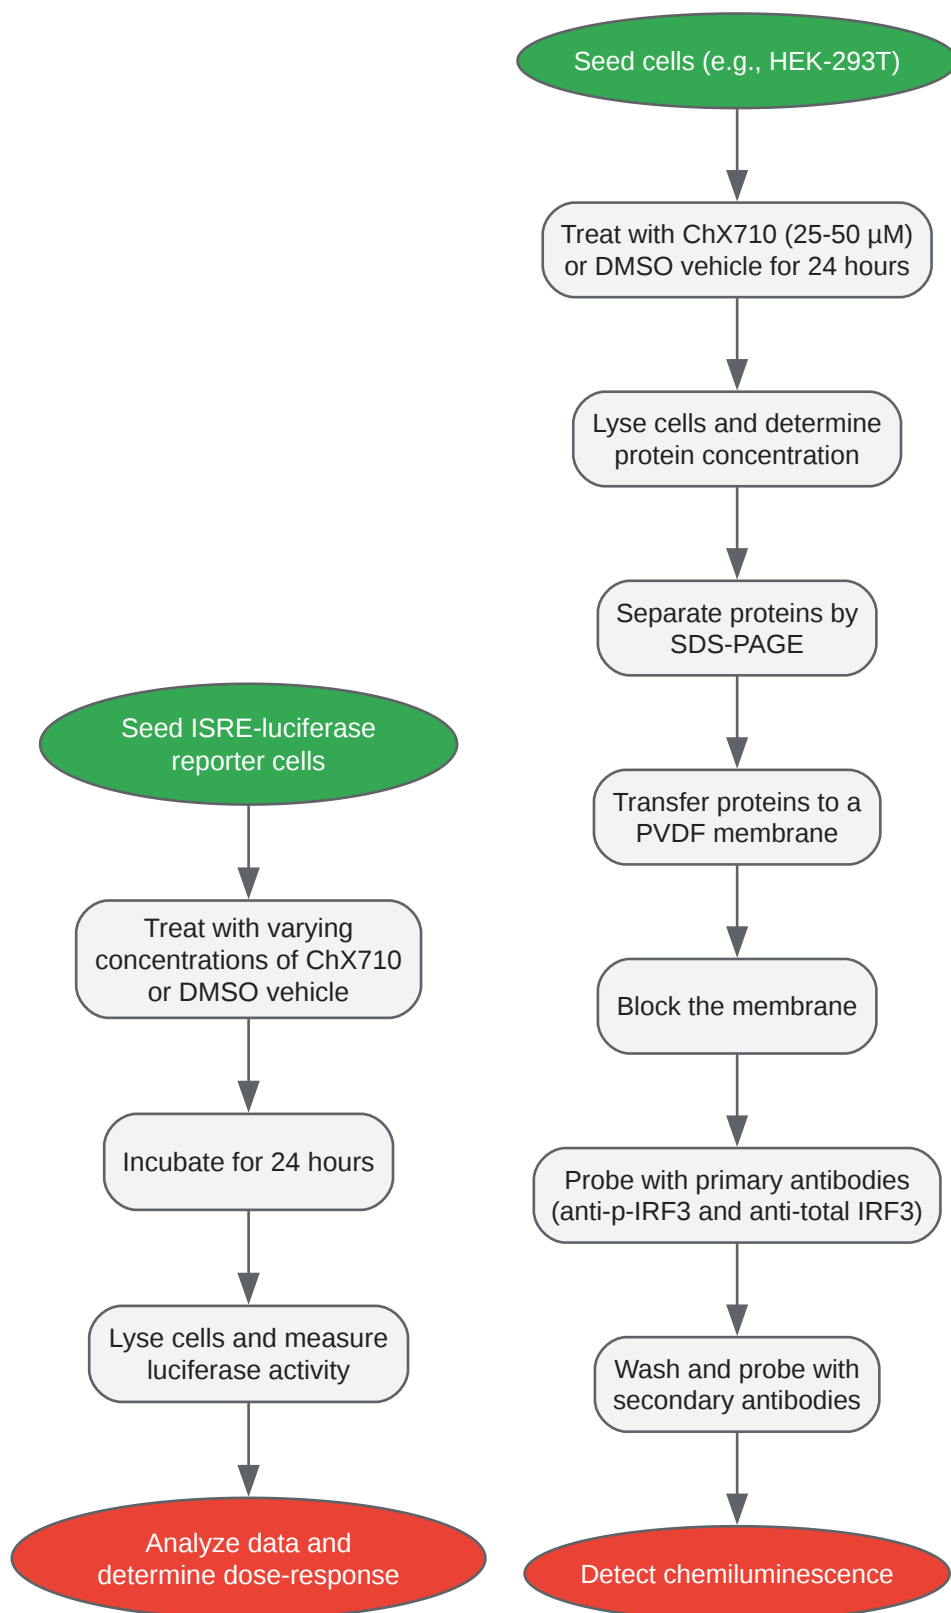 Seed cells (e.g., HEK-293T)
Treat with ChX710 (25-50 µM)
or DMSO vehicle for 24 hours
Lyse cells and determine
protein concentration
Separate proteins by
SDS-PAGE
Transfer proteins to a
PVDF membrane
Block the membrane
Probe with primary antibodies
(anti-p-IRF3 and anti-total IRF3)
Wash and probe with
secondary antibodies
Detect chemiluminescence
Seed ISRE-luciferase
reporter cells
Treat with varying
concentrations of ChX710
or DMSO vehicle
Incubate for 24 hours
Lyse cells and measure
luciferase activity
Analyze data and
determine dose-response